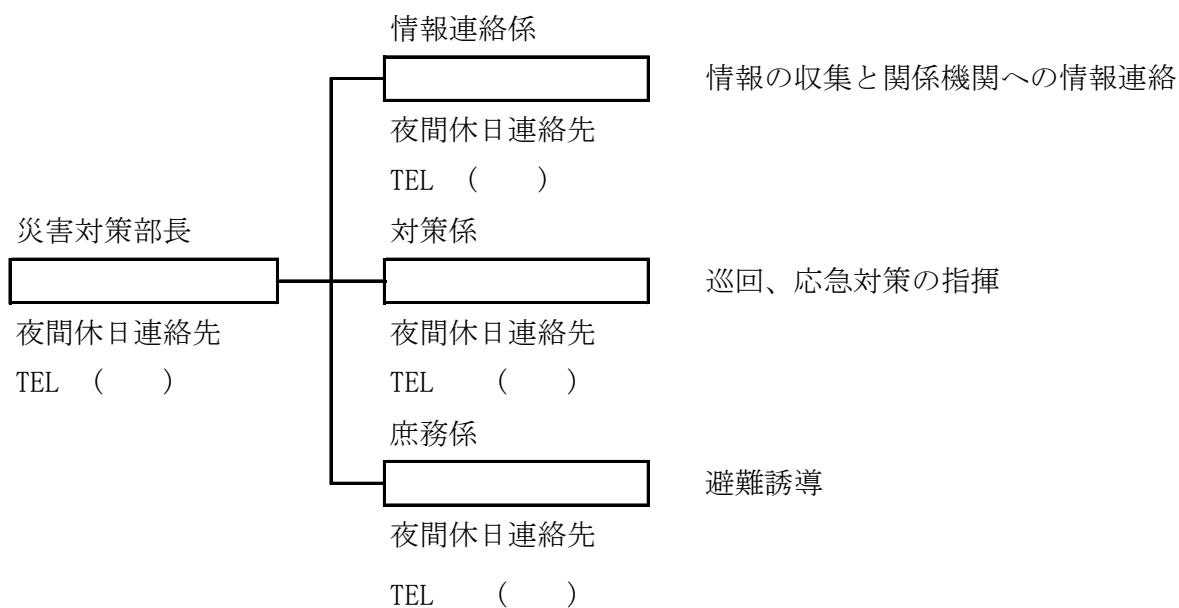 情報連絡係
情報の収集と関係機関への情報連絡
夜間休日連絡先
TEL （　　）
災害対策部長
夜間休日連絡先
TEL （　　）
対策係
巡回、応急対策の指揮
夜間休日連絡先
TEL　　（　　）
庶務係
避難誘導
夜間休日連絡先
TEL　　（　　）